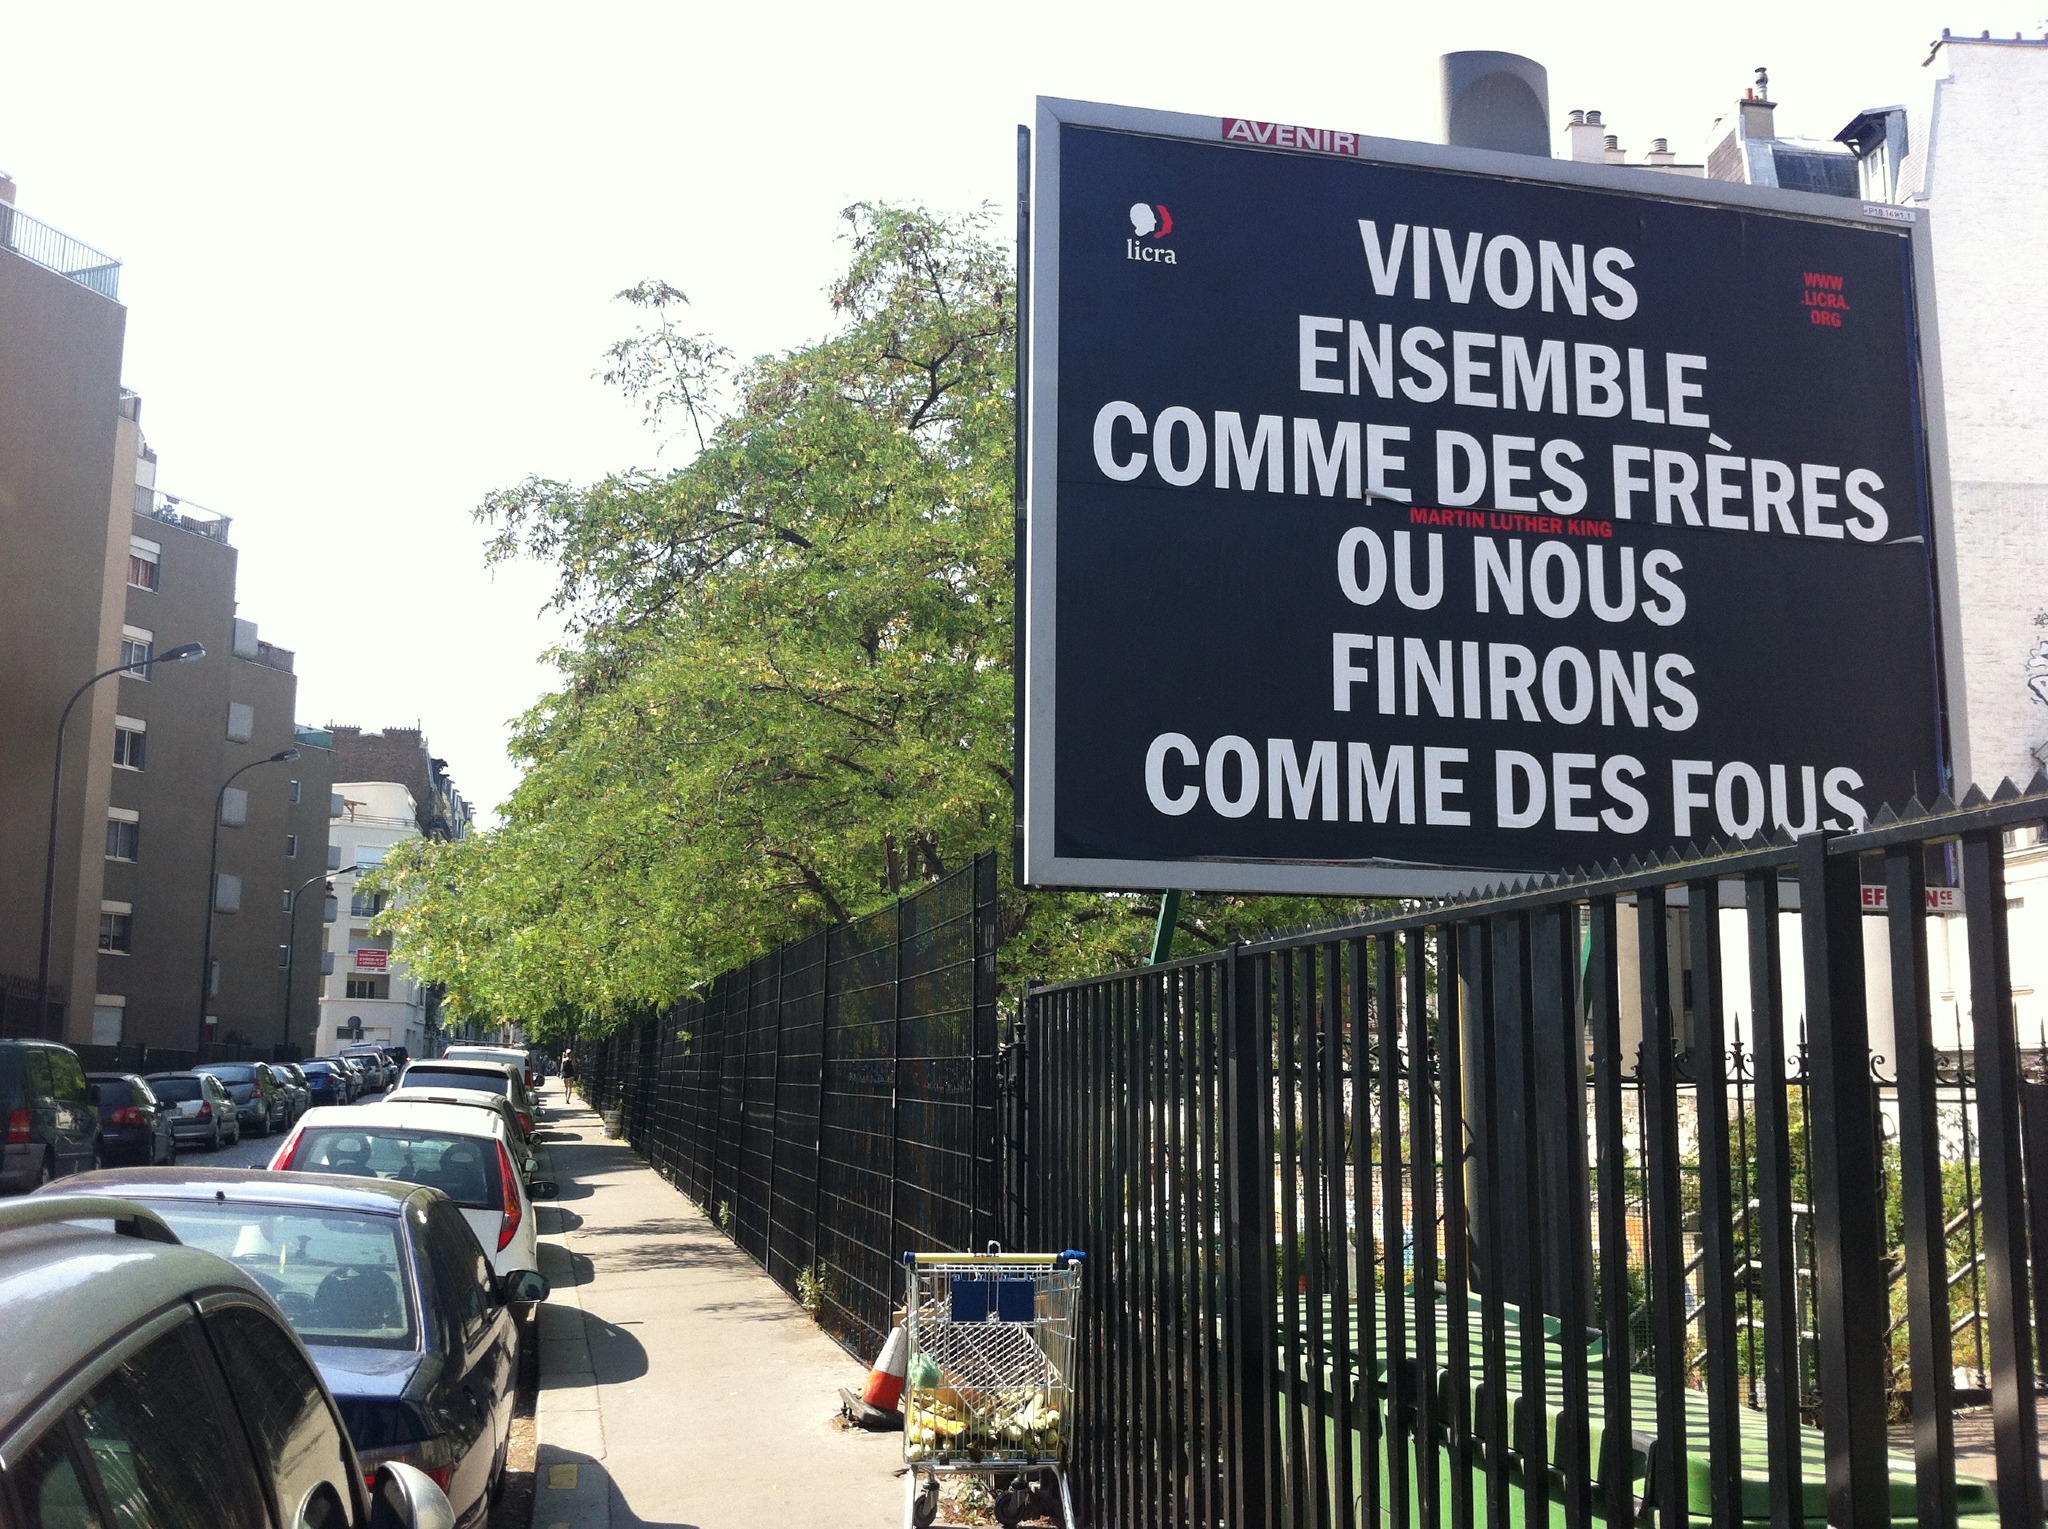 AVENIR
licra
WWW
.LICRA.
ORG
VIVONS
ENSEMBLE
COMME DES FRÈRES
MARTIN LUTHER KING
OU NOUS
FINIRONS
COMME DES FOUS